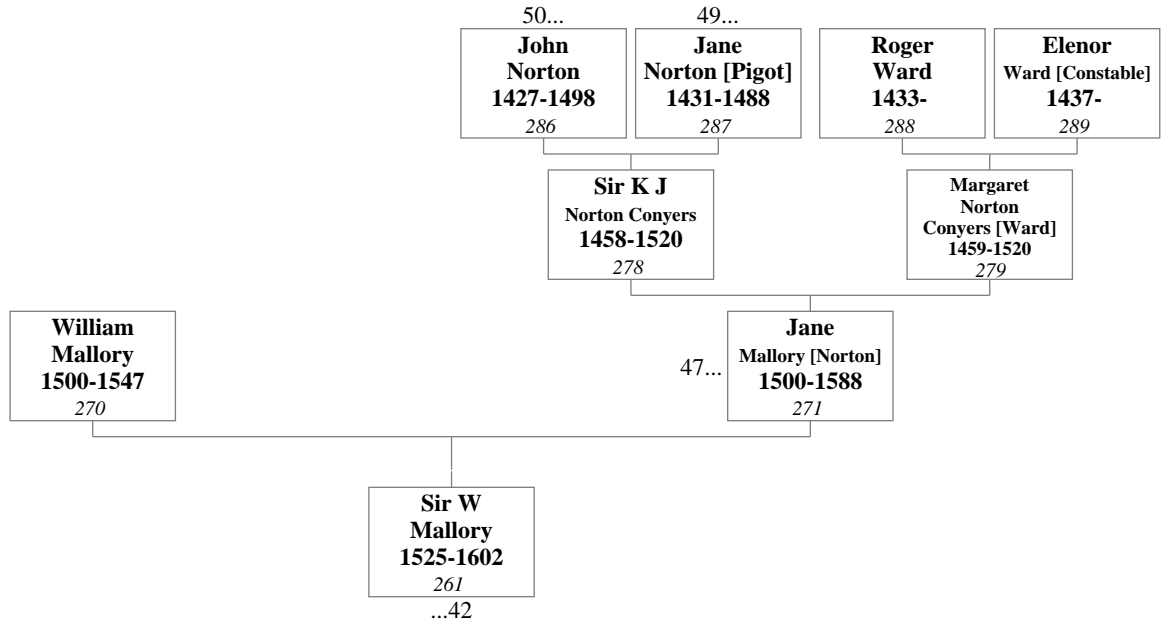 50...
49...
John
Norton
1427-1498
286
Jane
Norton [Pigot]
1431-1488
287
Roger
Ward
1433-
288
Elenor
Ward [Constable]
1437-
289
Sir K J
Norton Conyers
1458-1520
278
Margaret
Norton
Conyers [Ward]
1459-1520
279
William
Mallory
1500-1547
270
47...
Jane
Mallory [Norton]
1500-1588
271
Sir W
Mallory
1525-1602
261
...42